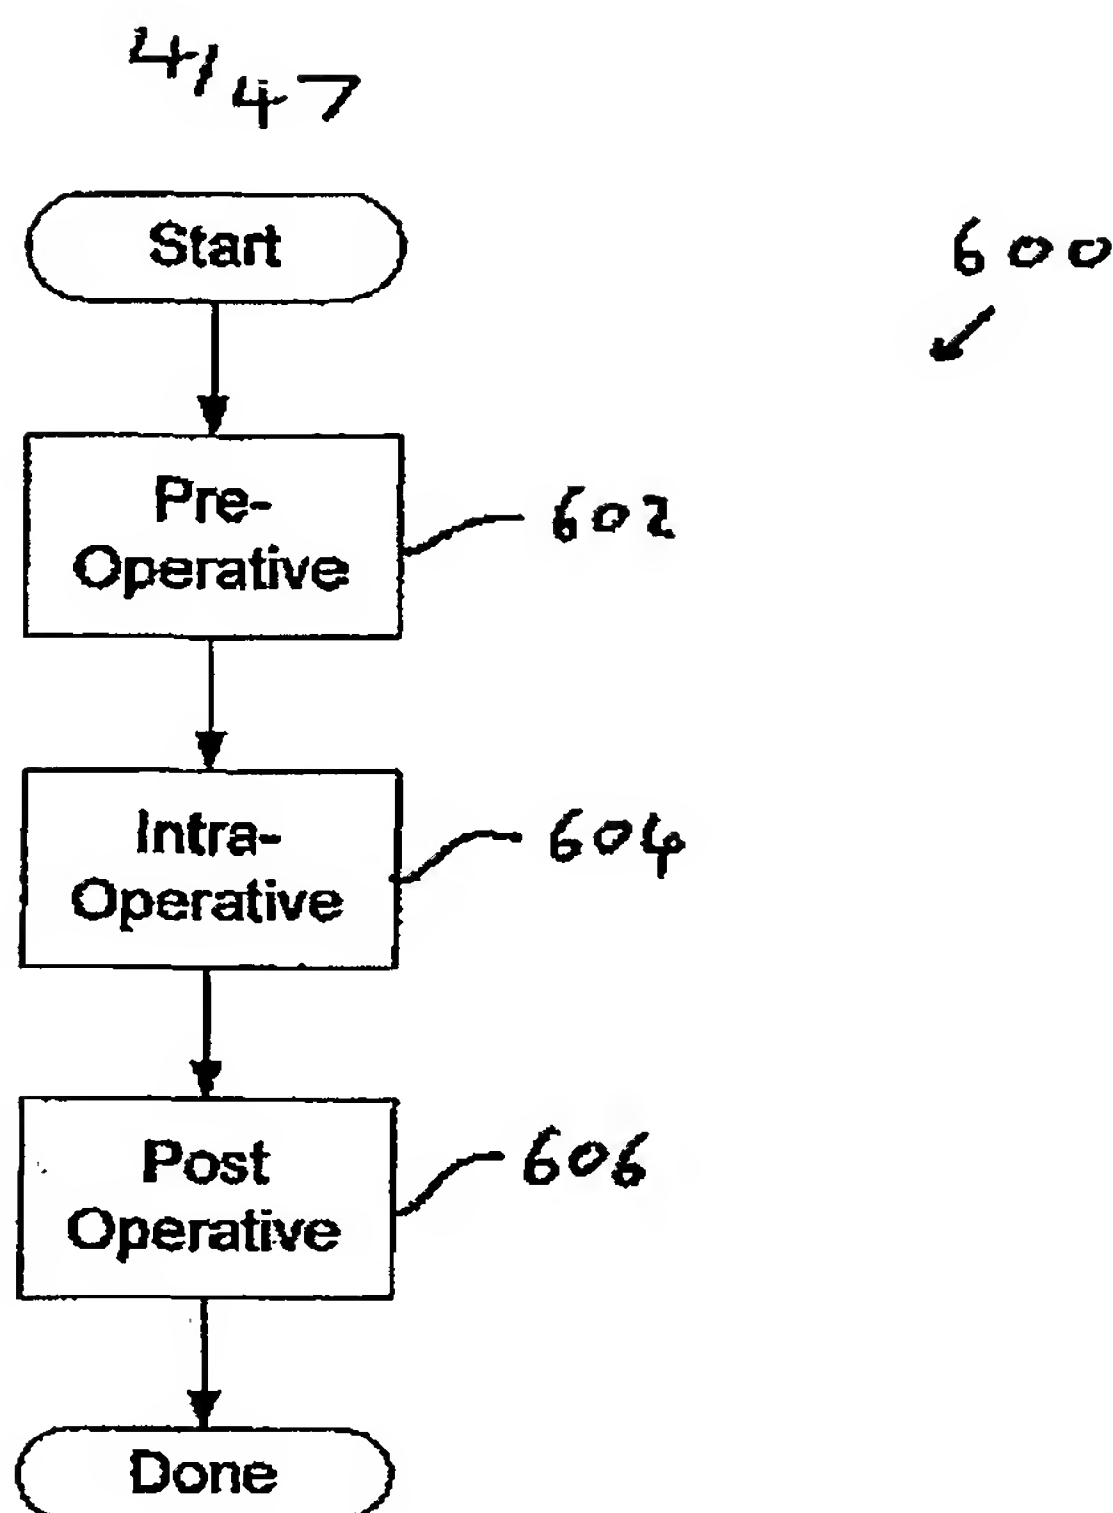 4/47
Start
600
Pre-
Operative
602
Intra-
Operative
604
Post
Operative
606
Done